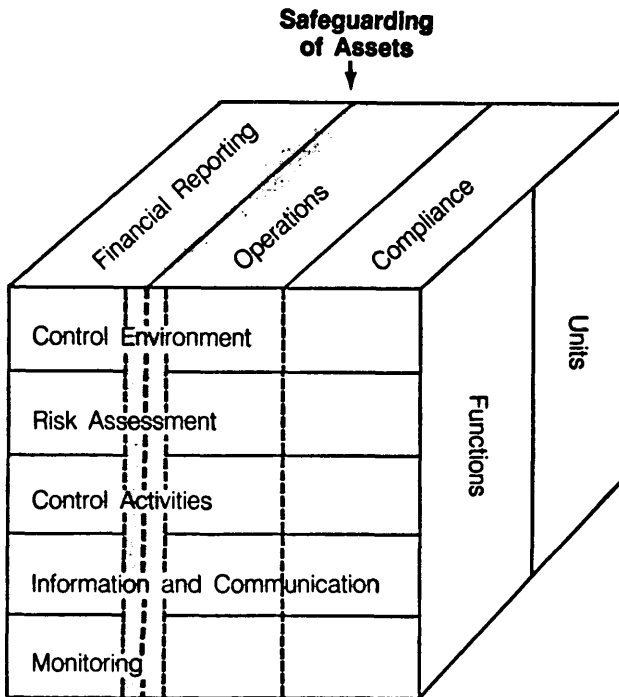 Safeguarding
of Assets
Financial Reporting
Operations
Compliance
Control Environment
Risk Assessment
Control Activities
Information and Communication
Monitoring
Functions
Units